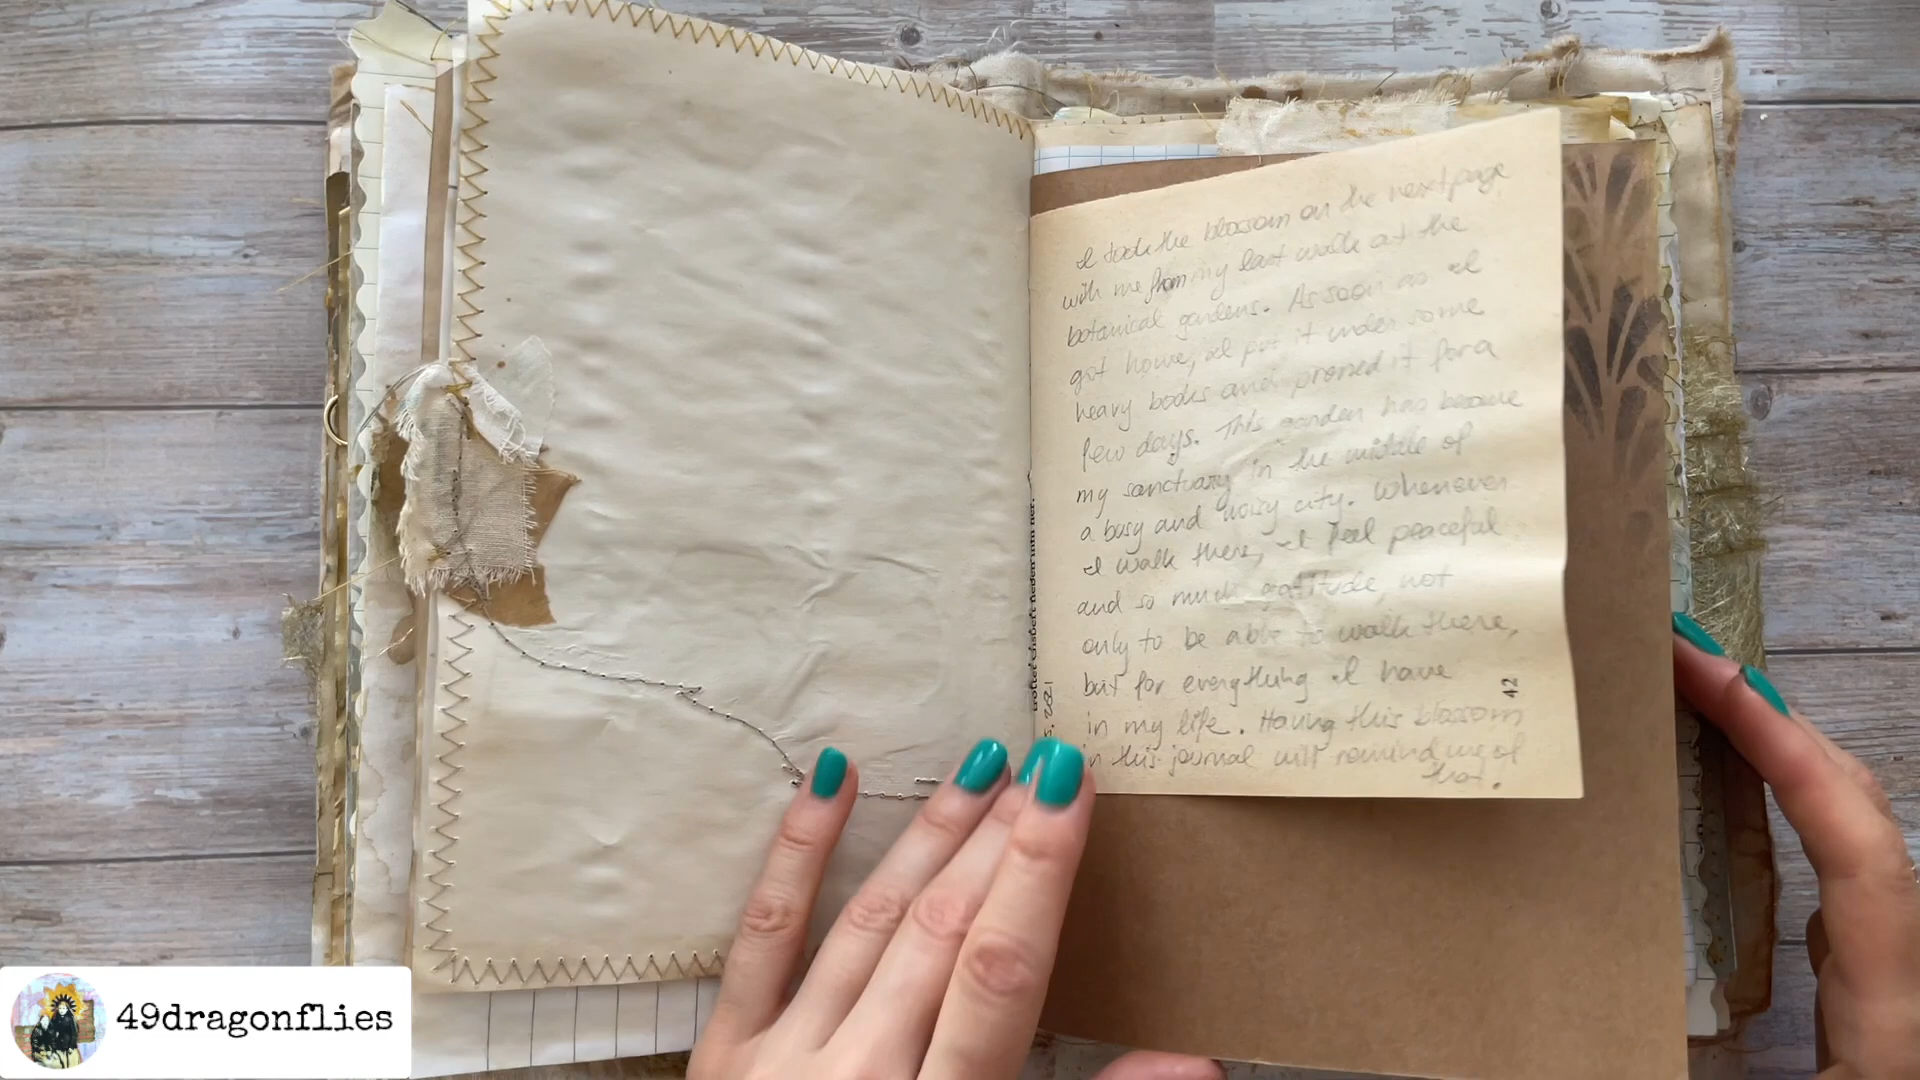 I took the blossom on the next page
with me from my last walk at the
botanical gardens. As soon as I
got home, I put it under some
heavy books and pressed it for a
few days. This garden has become
my sanctuary in the middle of
a busy and noisy city. Whenever
I walk there, I feel peaceful
and so much gratitude, not
only to be able to walk there,
but for everything I have
in my life. Having this blossom
in this journal will remind me of
that.
42
2021
49dragonflies